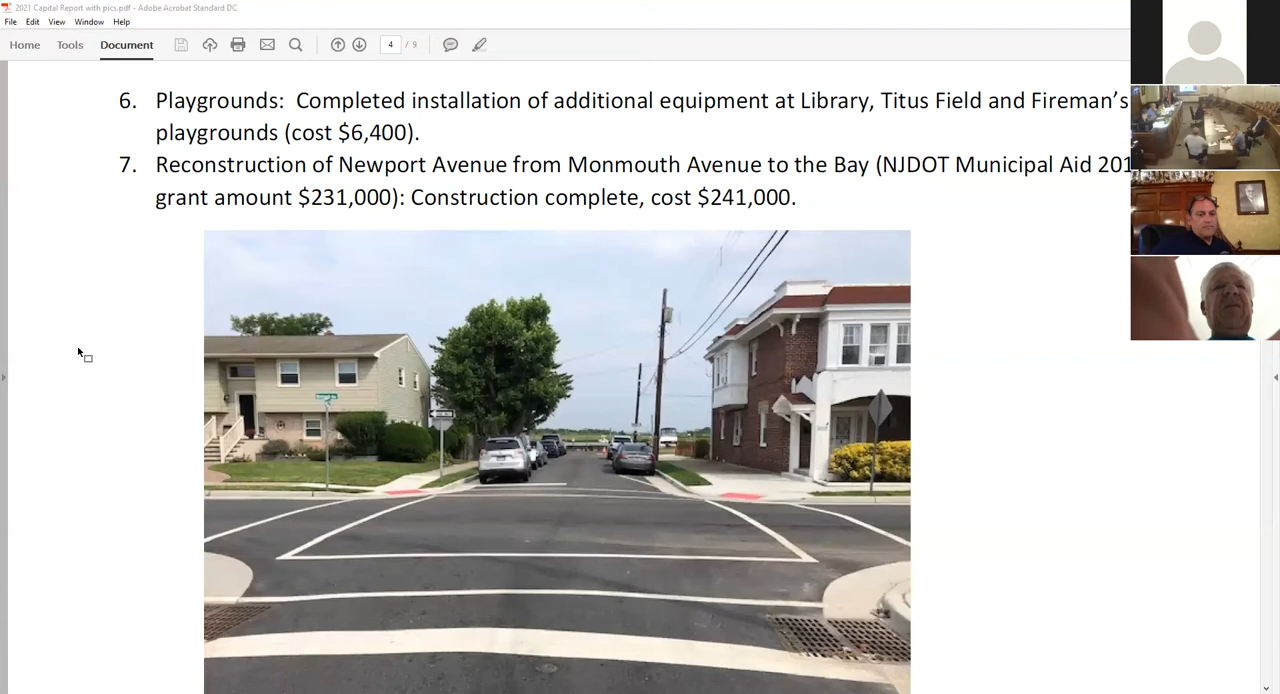 2021 Capital Report with pics.pdf - Adobe Acrobat Standard DC
File Edit View Window Help
Home Tools Document 4 / 9
6. Playgrounds: Completed installation of additional equipment at Library, Titus Field and Fireman's
playgrounds (cost $6,400).
7. Reconstruction of Newport Avenue from Monmouth Avenue to the Bay (NJDOT Municipal Aid 201
grant amount $231,000): Construction complete, cost $241,000.